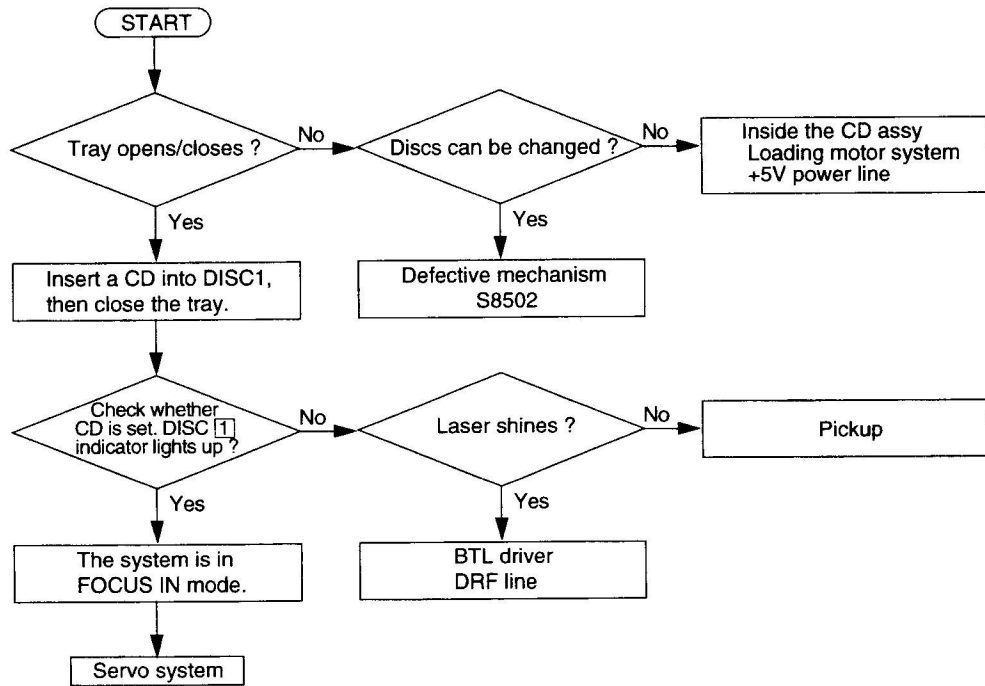 START
Tray opens/closes ?
No
Discs can be changed ?
No
Inside the CD assy
Loading motor system
+5V power line
Yes
Yes
Insert a CD into DISC1,
then close the tray.
Defective mechanism
S8502
Check whether
CD is set. DISC 1
indicator lights up ?
No
Laser shines ?
No
Pickup
Yes
Yes
The system is in
FOCUS IN mode.
BTL driver
DRF line
Servo system